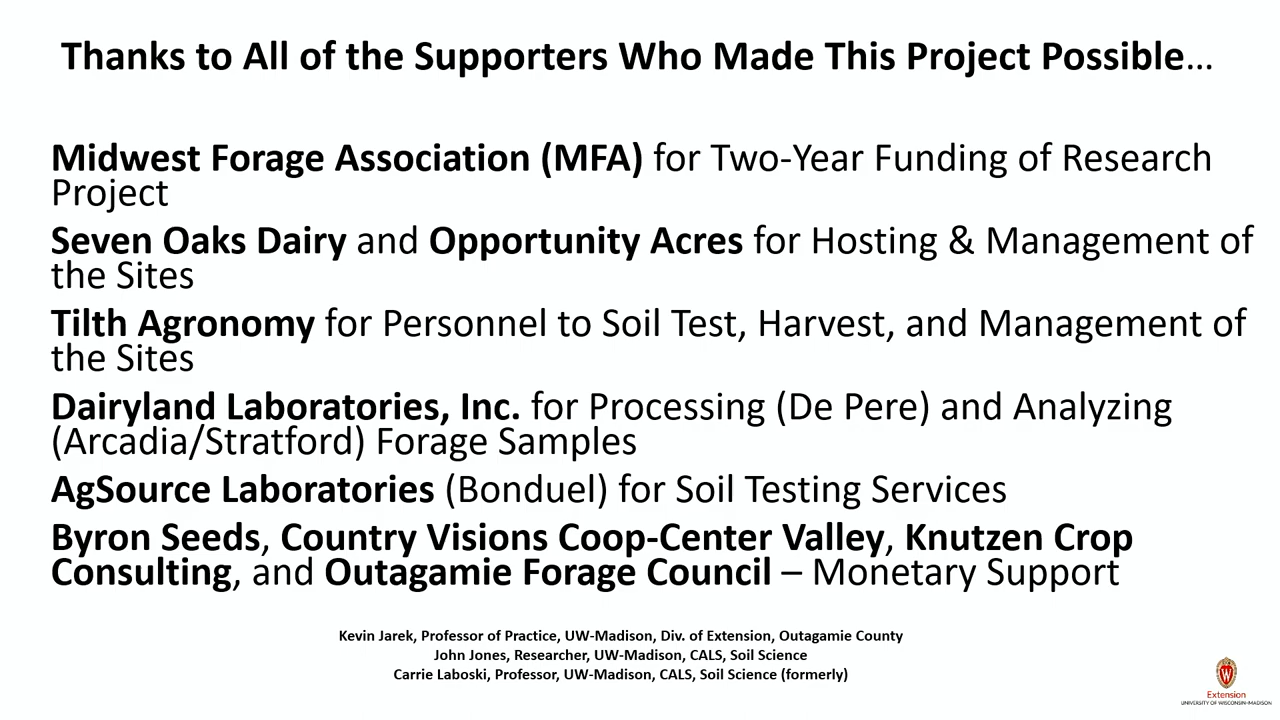 Thanks to All of the Supporters Who Made This Project Possible...
Midwest Forage Association (MFA) for Two-Year Funding of Research
Project
Seven Oaks Dairy and Opportunity Acres for Hosting & Management of
the Sites
Tilth Agronomy for Personnel to Soil Test, Harvest, and Management of
the Sites
Dairyland Laboratories, Inc. for Processing (De Pere) and Analyzing
(Arcadia/Stratford) Forage Samples
AgSource Laboratories (Bonduel) for Soil Testing Services
Byron Seeds, Country Visions Coop-Center Valley, Knutzen Crop
Consulting, and Outagamie Forage Council – Monetary Support
Kevin Jarek, Professor of Practice, UW-Madison, Div. of Extension, Outagamie County
John Jones, Researcher, UW-Madison, CALS, Soil Science
Carrie Laboski, Professor, UW-Madison, CALS, Soil Science (formerly)
W
Extension
UNIVERSITY OF WISCONSIN-MADISON